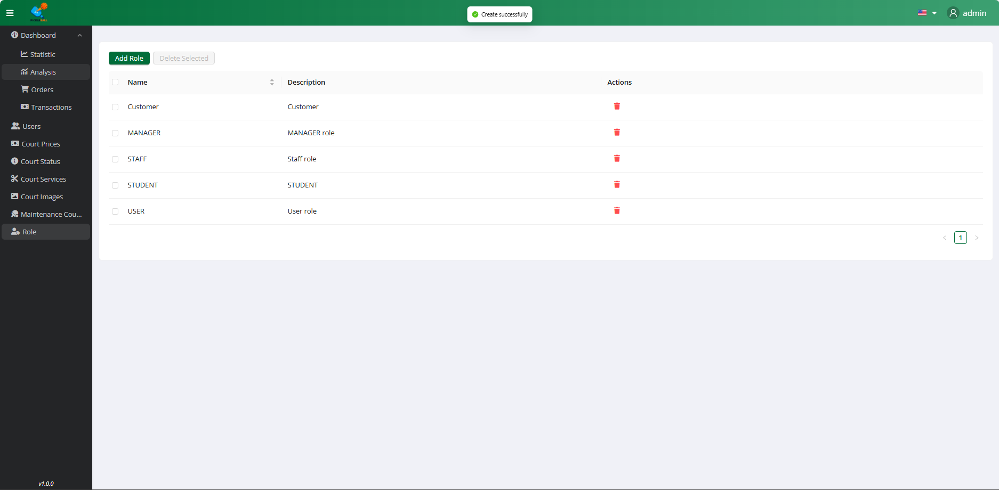 PICKLEBALL
Create successfully
admin
Dashboard
Statistic
Analysis
Orders
Transactions
Users
Court Prices
Court Status
Court Services
Court Images
Maintenance Cou...
Role
v1.0.0
Add Role
Delete Selected
Name
Description
Actions
Customer
Customer
MANAGER
MANAGER role
STAFF
Staff role
STUDENT
STUDENT
USER
User role
1